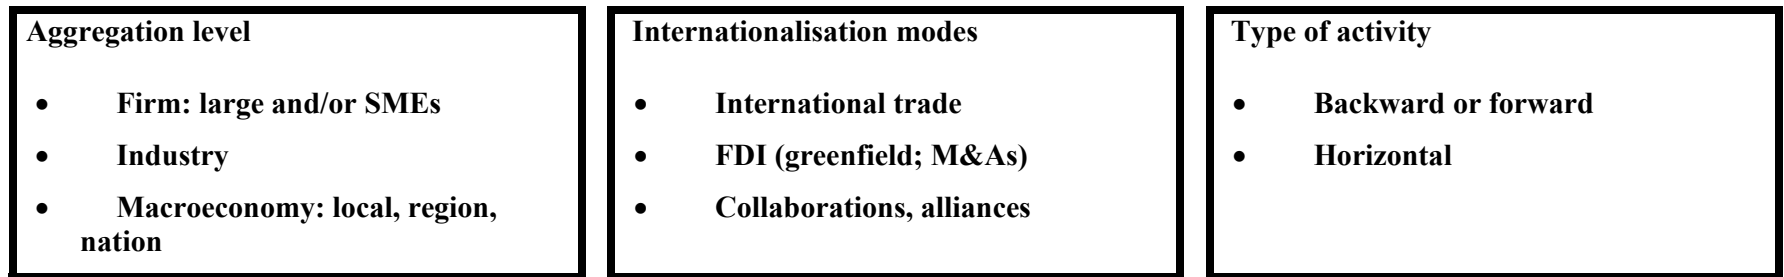 Aggregation level
• Firm: large and/or SMEs
• Industry
• Macroeconomy: local, region,
nation
Internationalisation modes
• International trade
• FDI (greenfield; M&As)
• Collaborations, alliances
Type of activity
• Backward or forward
• Horizontal